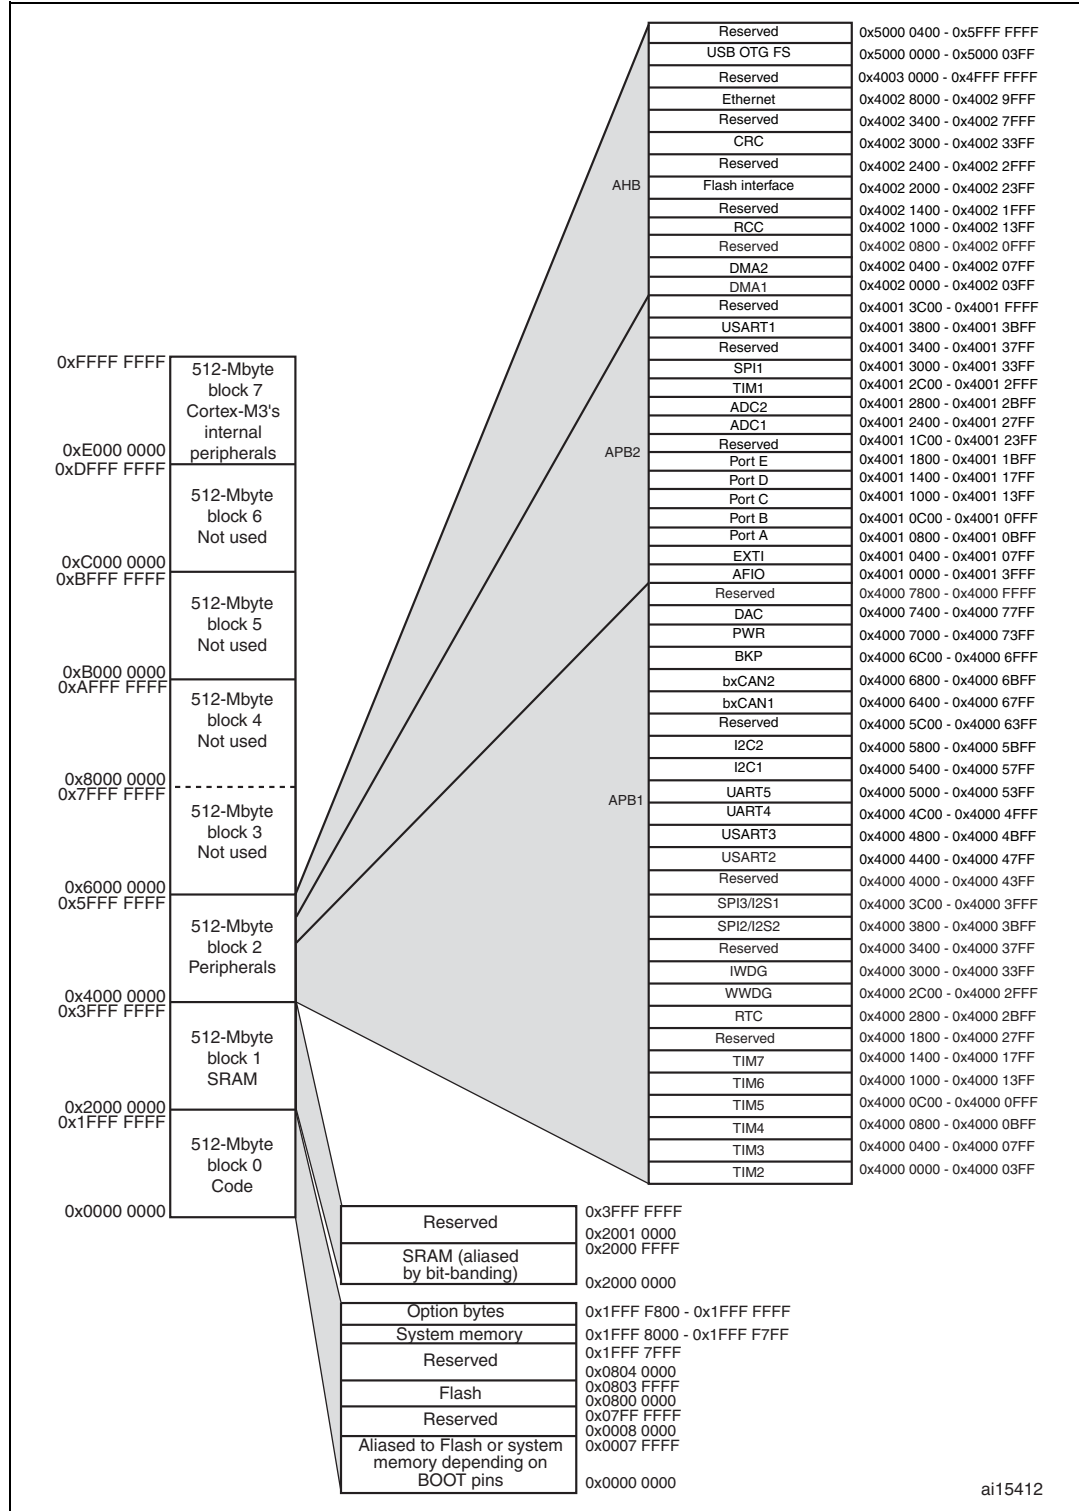 Reserved 0x5000 0400 - 0x5FFF FFFF
USB OTG FS 0x5000 0000 - 0x5000 03FF
Reserved 0x4003 0000 - 0x4FFF FFFF
Ethernet 0x4002 8000 - 0x4002 9FFF
Reserved 0x4002 3400 - 0x4002 7FFF
CRC 0x4002 3000 - 0x4002 33FF
Reserved 0x4002 2400 - 0x4002 2FFF
AHB
Flash interface 0x4002 2000 - 0x4002 23FF
Reserved 0x4002 1400 - 0x4002 1FFF
RCC 0x4002 1000 - 0x4002 13FF
Reserved 0x4002 0800 - 0x4002 0FFF
DMA2 0x4002 0400 - 0x4002 07FF
DMA1 0x4002 0000 - 0x4002 03FF
Reserved 0x4001 3C00 - 0x4001 FFFF
USART1 0x4001 3800 - 0x4001 3BFF
Reserved 0x4001 3400 - 0x4001 37FF
SPI1 0x4001 3000 - 0x4001 33FF
TIM1 0x4001 2C00 - 0x4001 2FFF
ADC2 0x4001 2800 - 0x4001 2BFF
ADC1 0x4001 2400 - 0x4001 27FF
Reserved 0x4001 1C00 - 0x4001 23FF
APB2
Port E 0x4001 1800 - 0x4001 1BFF
Port D 0x4001 1400 - 0x4001 17FF
Port C 0x4001 1000 - 0x4001 13FF
Port B 0x4001 0C00 - 0x4001 0FFF
Port A 0x4001 0800 - 0x4001 0BFF
EXTI 0x4001 0400 - 0x4001 07FF
AFIO 0x4001 0000 - 0x4001 3FFF
Reserved 0x4000 7800 - 0x4000 FFFF
DAC 0x4000 7400 - 0x4000 77FF
PWR 0x4000 7000 - 0x4000 73FF
BKP 0x4000 6C00 - 0x4000 6FFF
bxCAN2 0x4000 6800 - 0x4000 6BFF
bxCAN1 0x4000 6400 - 0x4000 67FF
Reserved 0x4000 5C00 - 0x4000 63FF
I2C2 0x4000 5800 - 0x4000 5BFF
I2C1 0x4000 5400 - 0x4000 57FF
APB1
UART5 0x4000 5000 - 0x4000 53FF
UART4 0x4000 4C00 - 0x4000 4FFF
USART3 0x4000 4800 - 0x4000 4BFF
USART2 0x4000 4400 - 0x4000 47FF
Reserved 0x4000 4000 - 0x4000 43FF
SPI3/I2S1 0x4000 3C00 - 0x4000 3FFF
SPI2/I2S2 0x4000 3800 - 0x4000 3BFF
Reserved 0x4000 3400 - 0x4000 37FF
IWDG 0x4000 3000 - 0x4000 33FF
WWDG 0x4000 2C00 - 0x4000 2FFF
RTC 0x4000 2800 - 0x4000 2BFF
Reserved 0x4000 1800 - 0x4000 27FF
TIM7 0x4000 1400 - 0x4000 17FF
TIM6 0x4000 1000 - 0x4000 13FF
TIM5 0x4000 0C00 - 0x4000 0FFF
TIM4 0x4000 0800 - 0x4000 0BFF
TIM3 0x4000 0400 - 0x4000 07FF
TIM2 0x4000 0000 - 0x4000 03FF
0xFFFF FFFF
512-Mbyte
block 7
Cortex-M3's
internal
peripherals
0xE000 0000
0xDFFF FFFF
512-Mbyte
block 6
Not used
0xC000 0000
0xBFFF FFFF
512-Mbyte
block 5
Not used
0xB000 0000
0xAFFF FFFF
512-Mbyte
block 4
Not used
0x8000 0000
0x7FFF FFFF
512-Mbyte
block 3
Not used
0x6000 0000
0x5FFF FFFF
512-Mbyte
block 2
Peripherals
0x4000 0000
0x3FFF FFFF
512-Mbyte
block 1
SRAM
0x2000 0000
0x1FFF FFFF
512-Mbyte
block 0
Code
0x0000 0000
0x3FFF FFFF
Reserved
0x2001 0000
0x2000 FFFF
SRAM (aliased
by bit-banding)
0x2000 0000
Option bytes 0x1FFF F800 - 0x1FFF FFFF
System memory 0x1FFF 8000 - 0x1FFF F7FF
0x1FFF 7FFF
Reserved
0x0804 0000
0x0803 FFFF
Flash
0x0800 0000
0x07FF FFFF
Reserved
0x0008 0000
0x0007 FFFF
Aliased to Flash or system
memory depending on
BOOT pins
0x0000 0000
ai15412